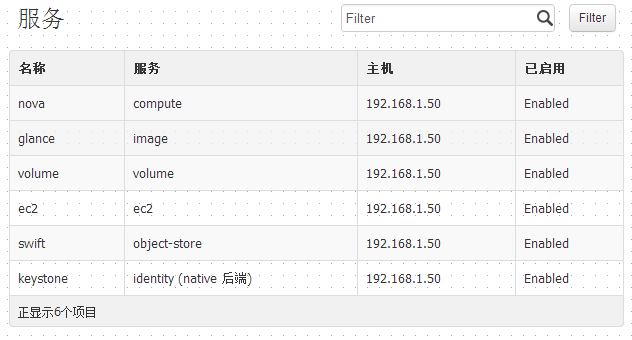 服务 Filter Filter
名称 服务 主机 已启用
nova compute 192.168.1.50 Enabled
glance image 192.168.1.50 Enabled
volume volume 192.168.1.50 Enabled
ec2 ec2 192.168.1.50 Enabled
swift object-store 192.168.1.50 Enabled
keystone identity (native 后端) 192.168.1.50 Enabled
正显示6个项目